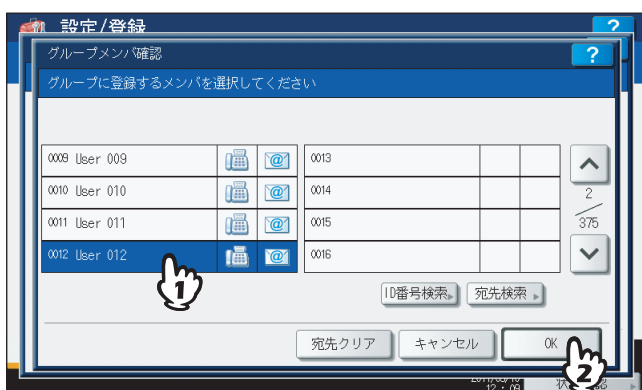 設定/登録
?
グループメンバ確認
?
グループに登録するメンバを選択してください
0009 User 009
0013
0010 User 010
0014
2
0011 User 011
0015
375
0012 User 012
0016
1
ID番号検索
宛先検索
宛先クリア
キャンセル
OK
2